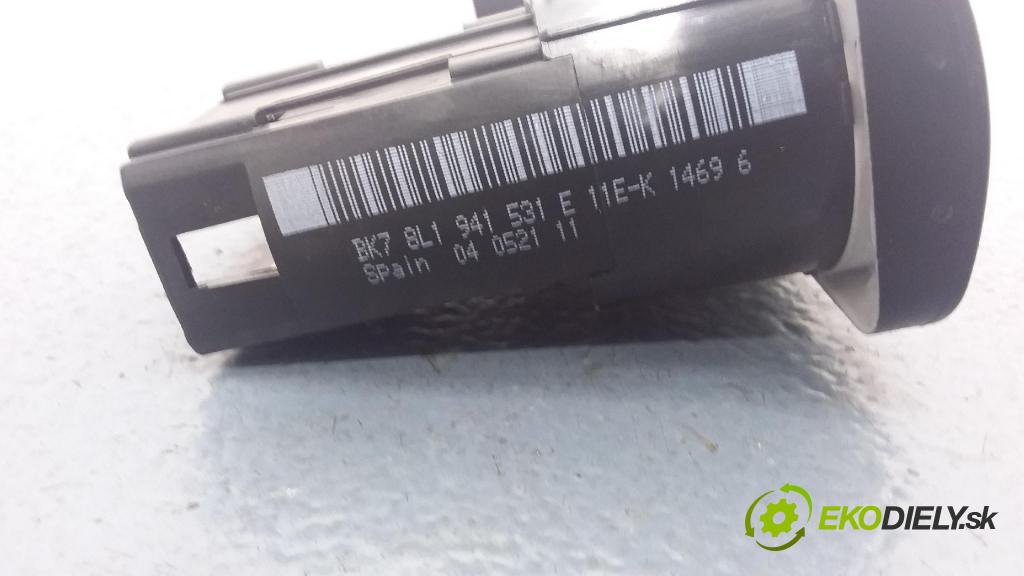 BK7 8L1 941 531 E 11E-K 1469 6
Spain 04 0521 11
EKODIELY.sk